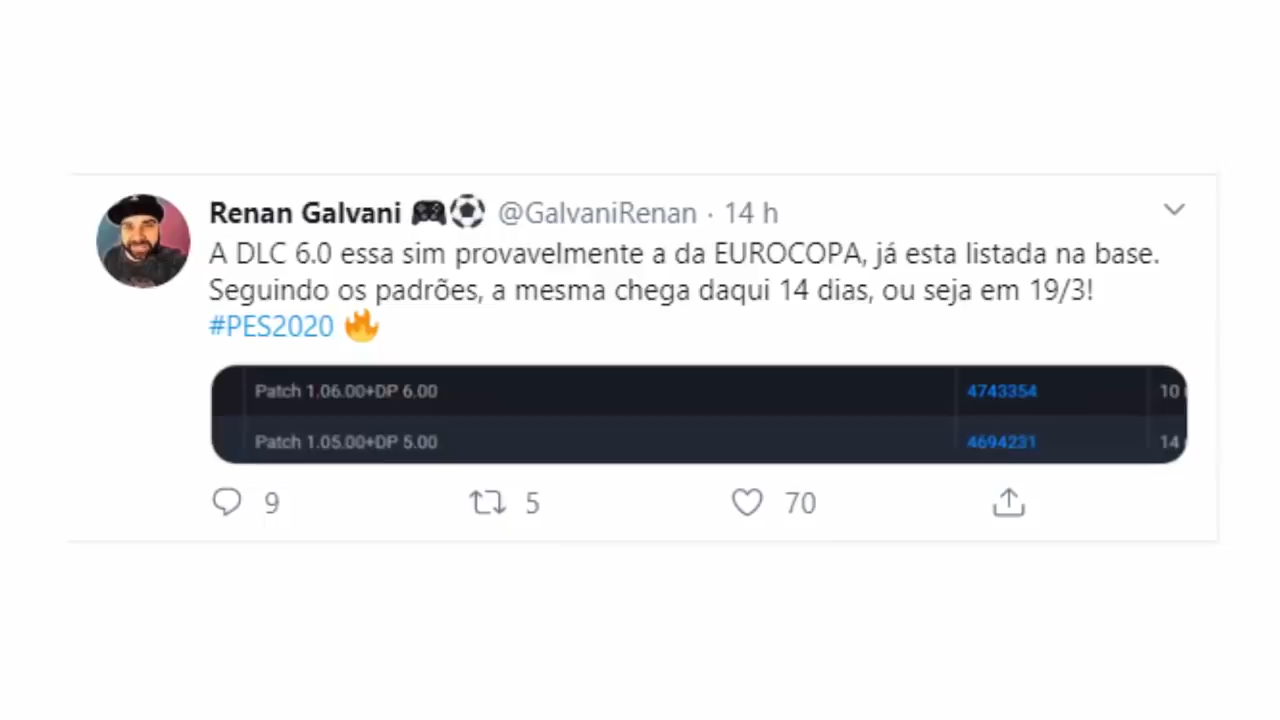 Renan Galvani 🎮⚽ @GalvaniRenan · 14 h
A DLC 6.0 essa sim provavelmente a da EUROCOPA, já esta listada na base.
Seguindo os padrões, a mesma chega daqui 14 dias, ou seja em 19/3!
#PES2020 🔥
Patch 1.06.00+DP 6.00 4743354 10
Patch 1.05.00+DP 5.00 4694231 14
9 5 70